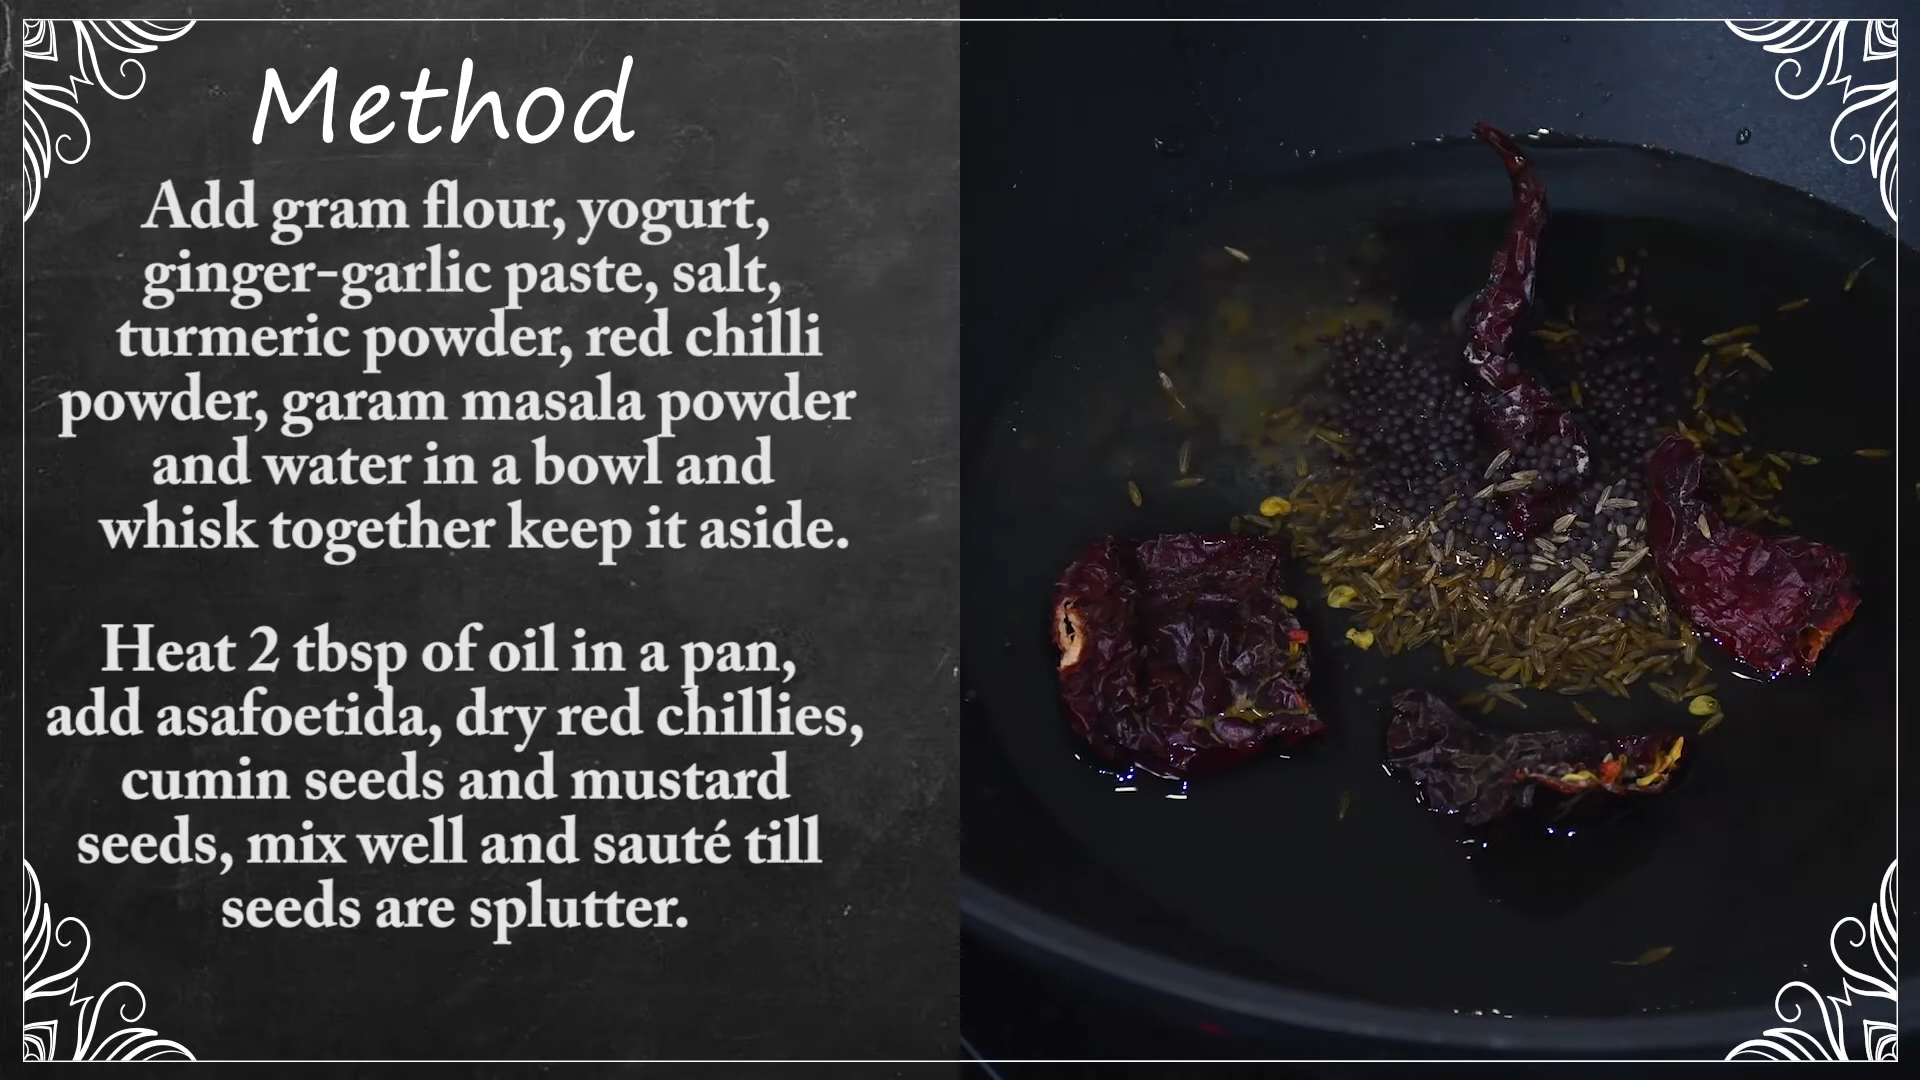 Method
Add gram flour, yogurt,
ginger-garlic paste, salt,
turmeric powder, red chilli
powder, garam masala powder
and water in a bowl and
whisk together keep it aside.
Heat 2 tbsp of oil in a pan,
add asafoetida, dry red chillies,
cumin seeds and mustard
seeds, mix well and sauté till
seeds are splutter.